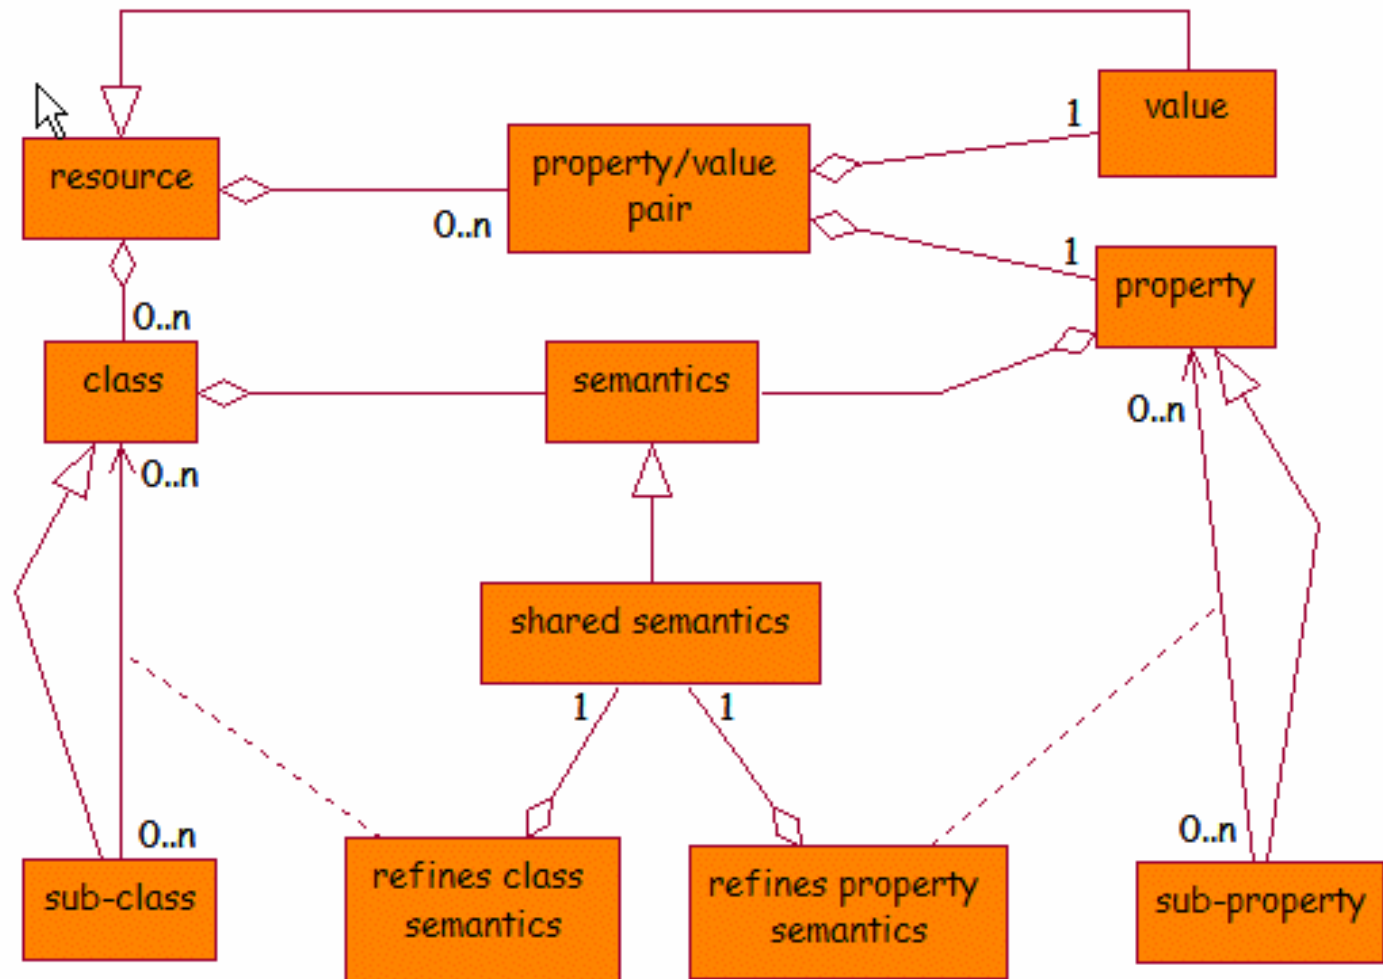 value
1
resource
property/value
pair
0..n
1
property
0..n
class
semantics
0..n
0..n
shared semantics
1
1
0..n
0..n
sub-class
refines class
semantics
refines property
semantics
sub-property